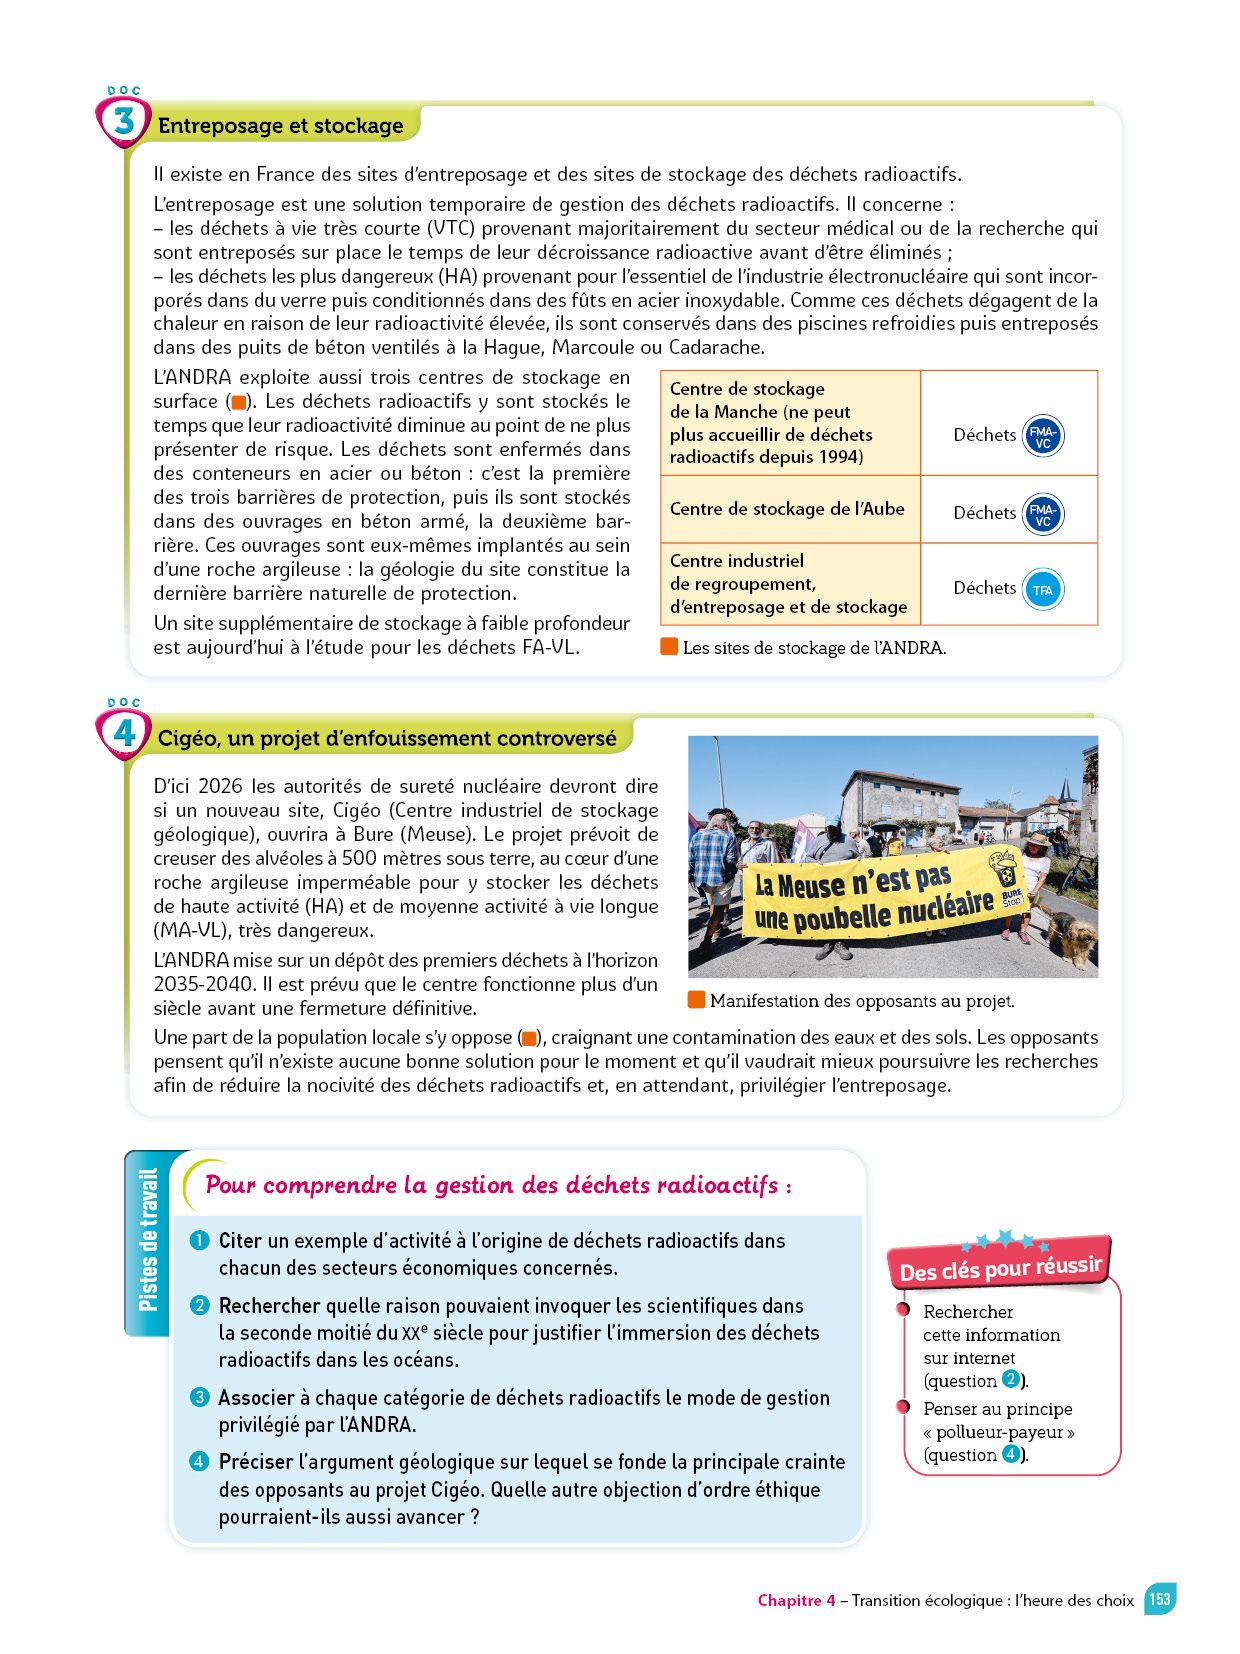 DOC
3
Entreposage et stockage
Il existe en France des sites d'entreposage et des sites de stockage des déchets radioactifs.
L'entreposage est une solution temporaire de gestion des déchets radioactifs. Il concerne :
– les déchets à vie très courte (VTC) provenant majoritairement du secteur médical ou de la recherche qui
sont entreposés sur place le temps de leur décroissance radioactive avant d'être éliminés ;
– les déchets les plus dangereux (HA) provenant pour l'essentiel de l'industrie électronucléaire qui sont incor-
porés dans du verre puis conditionnés dans des fûts en acier inoxydable. Comme ces déchets dégagent de la
chaleur en raison de leur radioactivité élevée, ils sont conservés dans des piscines refroidies puis entreposés
dans des puits de béton ventilés à la Hague, Marcoule ou Cadarache.
L'ANDRA exploite aussi trois centres de stockage en
surface (■). Les déchets radioactifs y sont stockés le
temps que leur radioactivité diminue au point de ne plus
présenter de risque. Les déchets sont enfermés dans
des conteneurs en acier ou béton : c'est la première
des trois barrières de protection, puis ils sont stockés
dans des ouvrages en béton armé, la deuxième bar-
rière. Ces ouvrages sont eux-mêmes implantés au sein
d'une roche argileuse : la géologie du site constitue la
dernière barrière naturelle de protection.
Un site supplémentaire de stockage à faible profondeur
est aujourd'hui à l'étude pour les déchets FA-VL.
Centre de stockage
de la Manche (ne peut
plus accueillir de déchets
radioactifs depuis 1994)
Déchets FMA-
VC
Centre de stockage de l'Aube
Déchets FMA-
VC
Centre industriel
de regroupement,
d'entreposage et de stockage
Déchets TFA
■ Les sites de stockage de l'ANDRA.
DOC
4
Cigéo, un projet d'enfouissement controversé
D'ici 2026 les autorités de sureté nucléaire devront dire
si un nouveau site, Cigéo (Centre industriel de stockage
géologique), ouvrira à Bure (Meuse). Le projet prévoit de
creuser des alvéoles à 500 mètres sous terre, au cœur d'une
roche argileuse imperméable pour y stocker les déchets
de haute activité (HA) et de moyenne activité à vie longue
(MA-VL), très dangereux.
L'ANDRA mise sur un dépôt des premiers déchets à l'horizon
2035-2040. Il est prévu que le centre fonctionne plus d'un
siècle avant une fermeture définitive.
La Meuse n'est pas
une poubelle nucléaire
BURE
Stop!
■ Manifestation des opposants au projet.
Une part de la population locale s'y oppose (■), craignant une contamination des eaux et des sols. Les opposants
pensent qu'il n'existe aucune bonne solution pour le moment et qu'il vaudrait mieux poursuivre les recherches
afin de réduire la nocivité des déchets radioactifs et, en attendant, privilégier l'entreposage.
Pistes de travail
Pour comprendre la gestion des déchets radioactifs :
1 Citer un exemple d'activité à l'origine de déchets radioactifs dans
chacun des secteurs économiques concernés.
2 Rechercher quelle raison pouvaient invoquer les scientifiques dans
la seconde moitié du XXe siècle pour justifier l'immersion des déchets
radioactifs dans les océans.
3 Associer à chaque catégorie de déchets radioactifs le mode de gestion
privilégié par l'ANDRA.
4 Préciser l'argument géologique sur lequel se fonde la principale crainte
des opposants au projet Cigéo. Quelle autre objection d'ordre éthique
pourraient-ils aussi avancer ?
Des clés pour réussir
Rechercher
cette information
sur internet
(question 2).
Penser au principe
« pollueur-payeur »
(question 4).
Chapitre 4 – Transition écologique : l'heure des choix 153